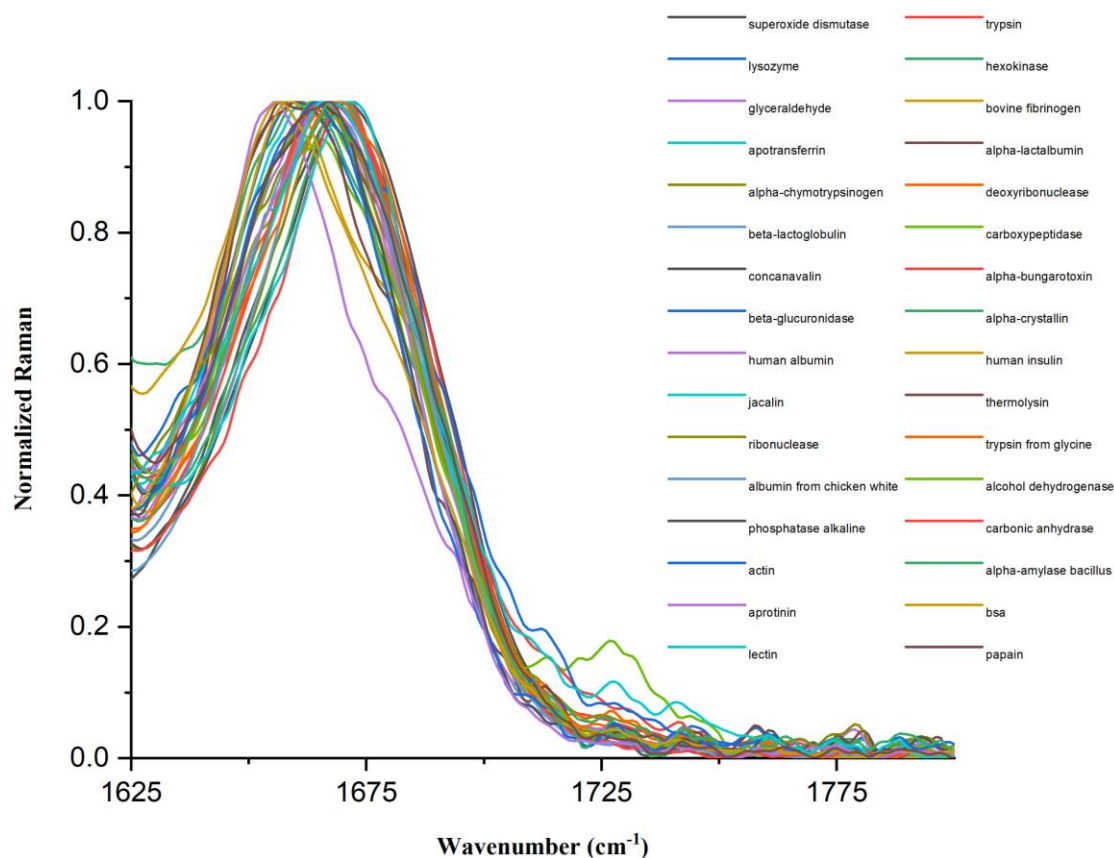 superoxide dismutase trypsin
lysozyme hexokinase
glyceraldehyde bovine fibrinogen
apotransferrin alpha-lactalbumin
alpha-chymotrypsinogen deoxyribonuclease
beta-lactoglobulin carboxypeptidase
concanavalin alpha-bungarotoxin
beta-glucuronidase alpha-crystallin
human albumin human insulin
jacalin thermolysin
ribonuclease trypsin from glycine
albumin from chicken white alcohol dehydrogenase
phosphatase alkaline carbonic anhydrase
actin alpha-amylase bacillus
aprotinin bsa
lectin papain
1.0
0.8
0.6
0.4
0.2
0.0
Normalized Raman
1625 1675 1725 1775
Wavenumber (cm⁻¹)